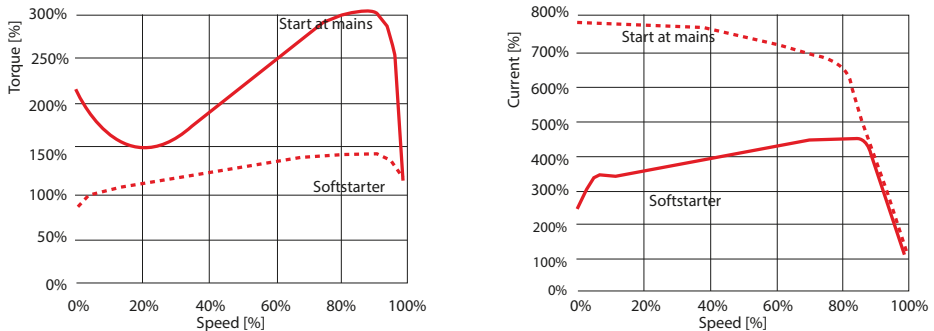 Torque [%]
300%
250%
200%
150%
100%
50%
0%
Start at mains
Softstarter
0% 20% 40% 60% 80% 100%
Speed [%]
Current [%]
800%
700%
500%
400%
300%
200%
100%
Start at mains
Softstarter
0% 20% 40% 60% 80% 100%
Speed [%]